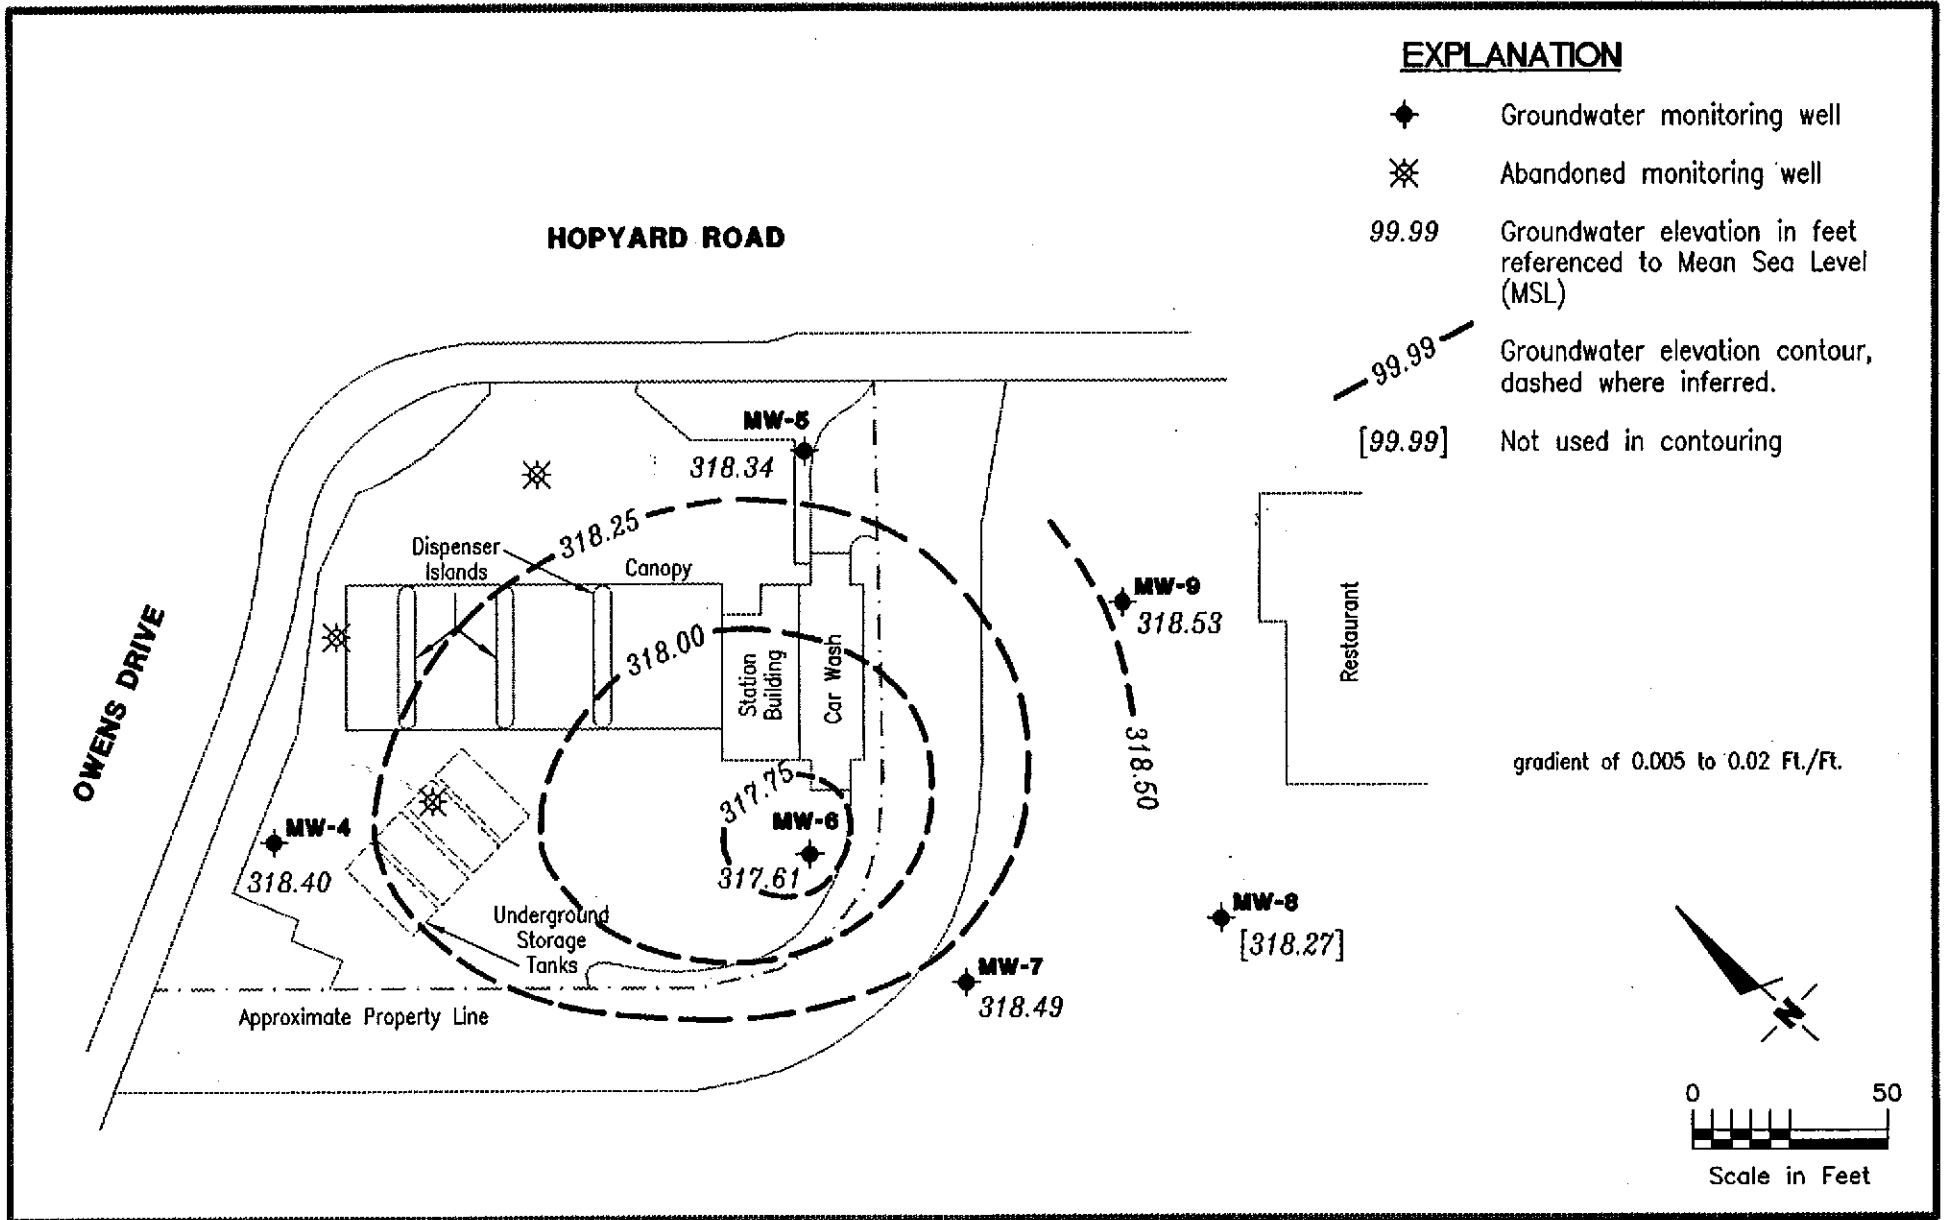 EXPLANATION
Groundwater monitoring well
Abandoned monitoring well
99.99
Groundwater elevation in feet
referenced to Mean Sea Level
(MSL)
99.99
Groundwater elevation contour,
dashed where inferred.
[99.99]
Not used in contouring
HOPYARD ROAD
OWENS DRIVE
MW-5
318.34
318.25
Dispenser
Islands
Canopy
318.00
Station
Building
Car Wash
MW-9
318.53
Restaurant
318.50
gradient of 0.005 to 0.02 Ft./Ft.
317.75
MW-6
317.61
MW-4
318.40
Underground
Storage
Tanks
MW-8
[318.27]
MW-7
318.49
Approximate Property Line
N
0 50
Scale in Feet